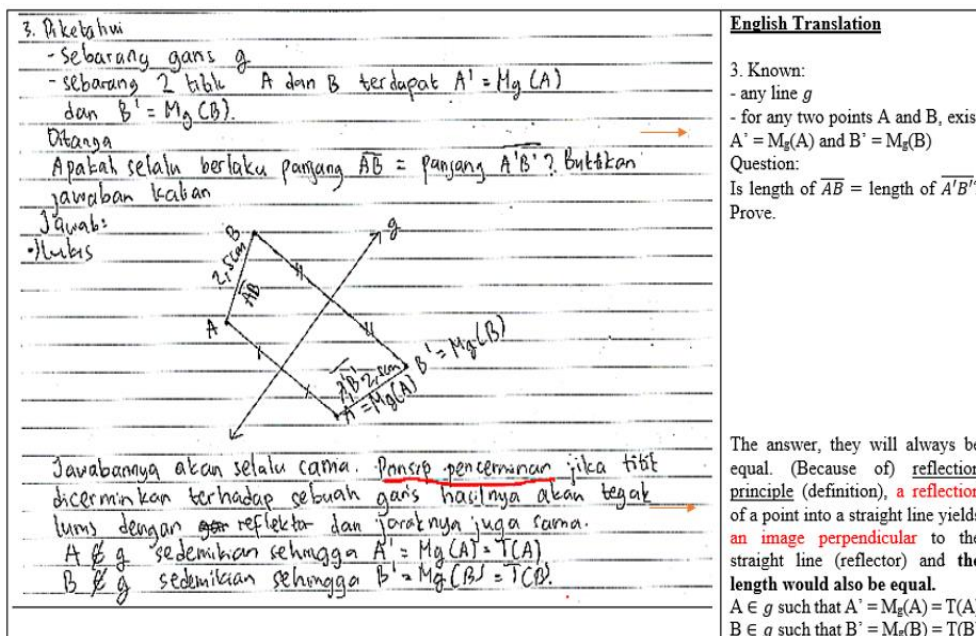 3. Diketahui
- Sebarang garis g
- sebarang 2 titik A dan B terdapat A' = Mg (A)
dan B' = Mg (B).
Ditanya
Apakah selalu berlaku panjang AB = panjang A'B'? Buktikan
jawaban kalian
Jawab:
• Ilustrasi
B
g
2,5cm
AB
A
B' = Mg(B)
A'B' 2,5cm
A' = Mg(A)
Jawabannya akan selalu cama. Prinsip pencerminan jika titik
dicerminkan terhadap sebuah garis hasilnya akan tegak
lurus dengan reflektor dan jaraknya juga sama.
A ∉ g sedemikian sehingga A' = Mg (A) = T(A)
B ∉ g sedemikian sehingga B' = Mg (B) = T(B).
English Translation
3. Known:
- any line g
- for any two points A and B, exis
A' = Mg(A) and B' = Mg(B)
Question:
Is length of AB = length of A'B'?
Prove.
The answer, they will always be
equal. (Because of) reflection
principle (definition), a reflection
of a point into a straight line yields
an image perpendicular to the
straight line (reflector) and the
length would also be equal.
A ∈ g such that A' = Mg(A) = T(A)
B ∈ g such that B' = Mg(B) = T(B)